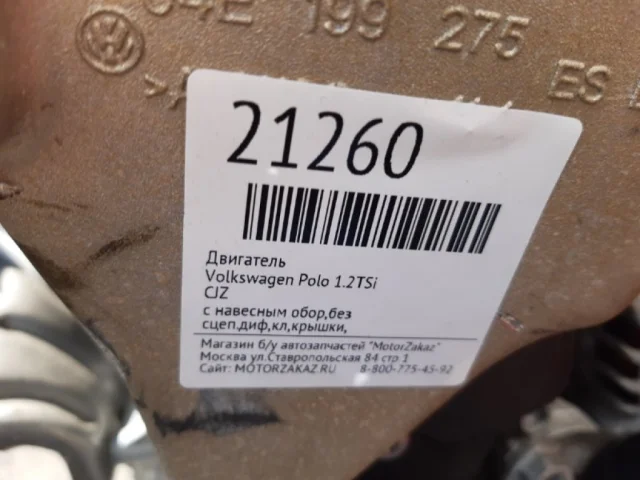 04E 199 275 ES
21260
Двигатель
Volkswagen Polo 1.2TSi
CJZ
с навесным обор,без
сцеп.диф,кл,крышки,
Магазин б/у автозапчастей "MotorZakaz"
Москва ул.Ставропольская 84 стр 1
Сайт: MOTORZAKAZ.RU 8-800-775-45-92